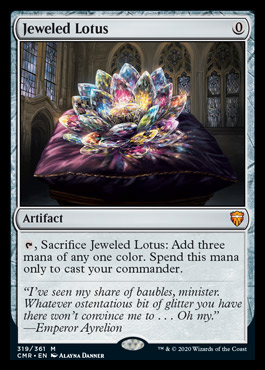 Jeweled Lotus 0
Artifact
, Sacrifice Jeweled Lotus: Add three
mana of any one color. Spend this mana
only to cast your commander.
“I’ve seen my share of baubles, minister.
Whatever ostentatious bit of glitter you have
there won’t convince me to . . . Oh my.”
—Emperor Ayrelion
319/361 M
CMR • EN Alayna Danner
™ & © 2020 Wizards of the Coast